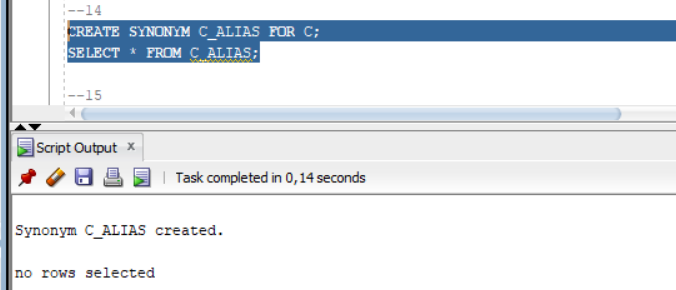 --14
CREATE SYNONYM C_ALIAS FOR C;
SELECT * FROM C_ALIAS;
--15
Script Output x
Task completed in 0,14 seconds
Synonym C_ALIAS created.
no rows selected